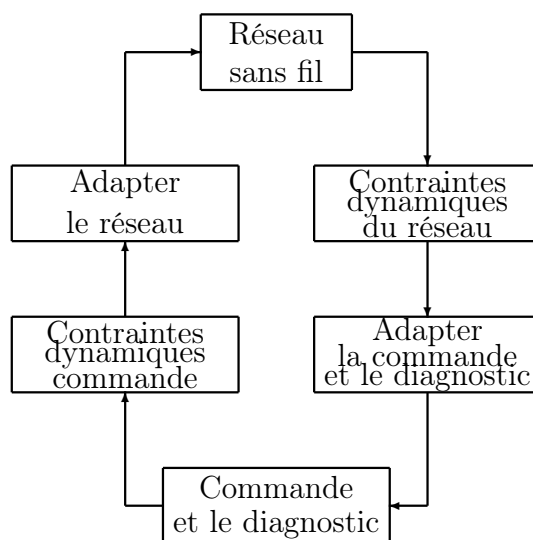 Réseau
sans fil
Adapter
le réseau
Contraintes
dynamiques
du réseau
Contraintes
dynamiques
commande
Adapter
la commande
et le diagnostic
Commande
et le diagnostic